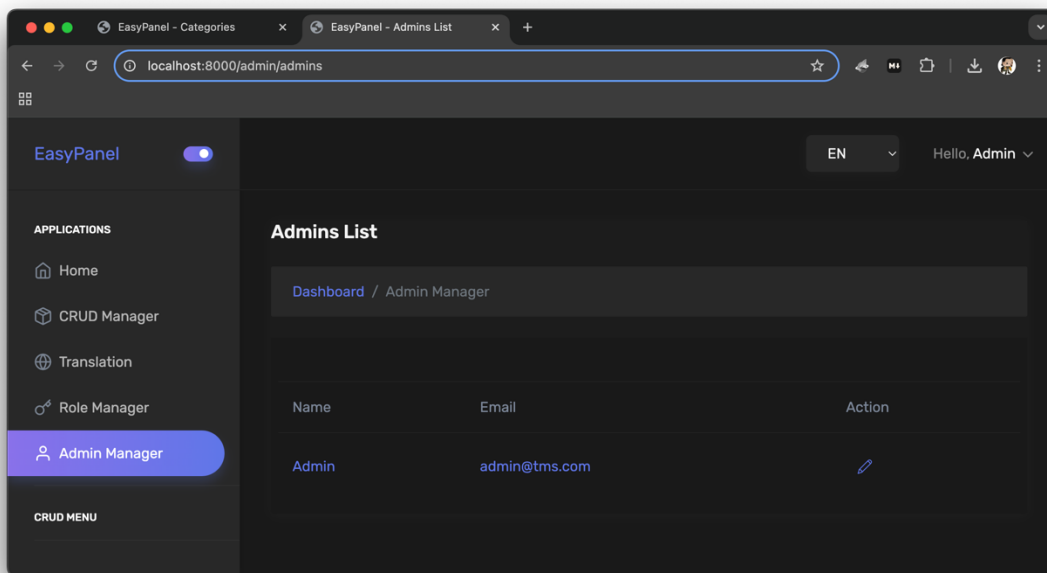 EasyPanel - Categories
EasyPanel - Admins List
localhost:8000/admin/admins
M
EasyPanel
EN
Hello, Admin
APPLICATIONS
Home
CRUD Manager
Translation
Role Manager
Admin Manager
CRUD MENU
Admins List
Dashboard / Admin Manager
Name Email Action
Admin admin@tms.com